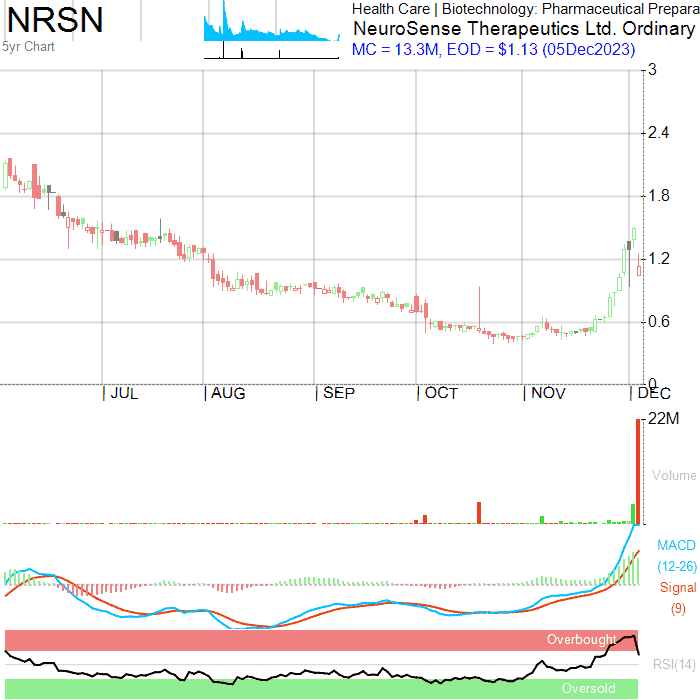 NRSN
5yr Chart
Health Care | Biotechnology: Pharmaceutical Prepara
NeuroSense Therapeutics Ltd. Ordinary
MC = 13.3M, EOD = $1.13 (05Dec2023)
3
2.4
1.8
1.2
0.6
0
JUL AUG SEP OCT NOV DEC
22M
Volume
MACD
(12-26)
Signal
(9)
Overbought
RSI(14)
Oversold